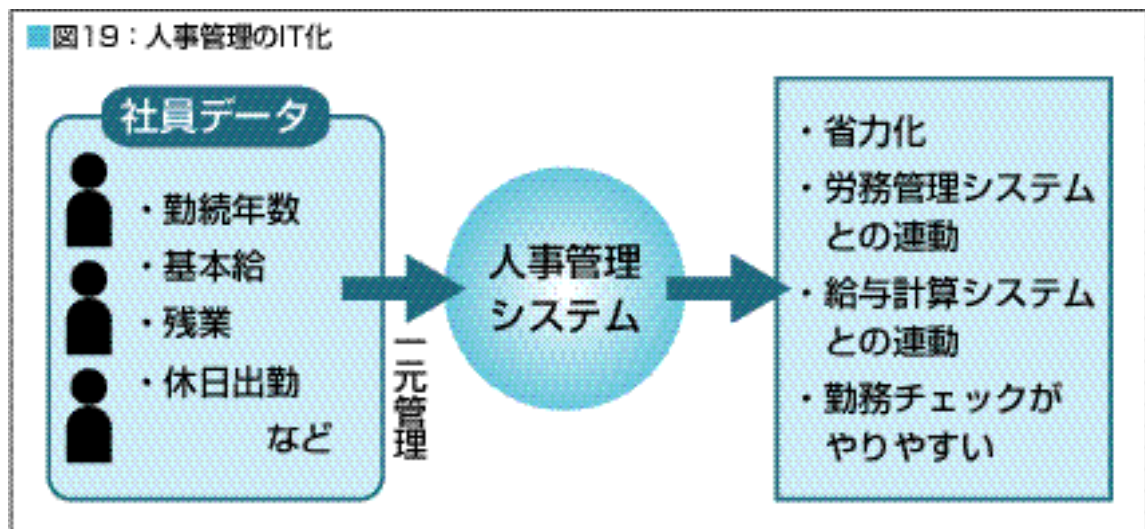 ■図19：人事管理のIT化
社員データ
・勤続年数
・基本給
・残業
・休日出勤
など
一元管理
人事管理
システム
・省力化
・労務管理システム
との連動
・給与計算システム
との連動
・勤務チェックが
やりやすい